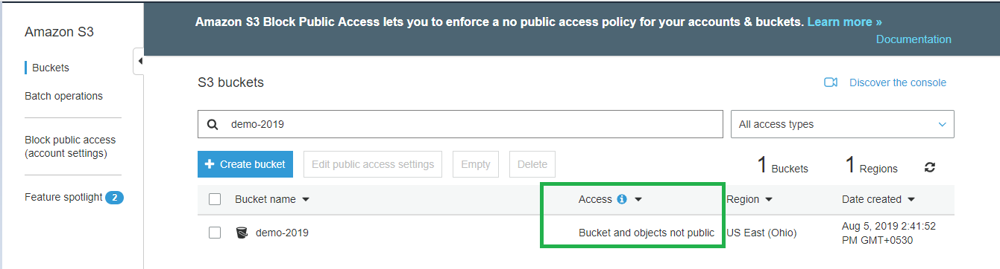 Amazon S3 Block Public Access lets you to enforce a no public access policy for your accounts & buckets. Learn more »
Documentation
Amazon S3
Buckets
Batch operations
Block public access
(account settings)
Feature spotlight 2
S3 buckets
Discover the console
demo-2019
All access types
+ Create bucket
Edit public access settings
Empty
Delete
1 Buckets
1 Regions
Bucket name
Access
Region
Date created
demo-2019
Bucket and objects not public
US East (Ohio)
Aug 5, 2019 2:41:52
PM GMT+0530